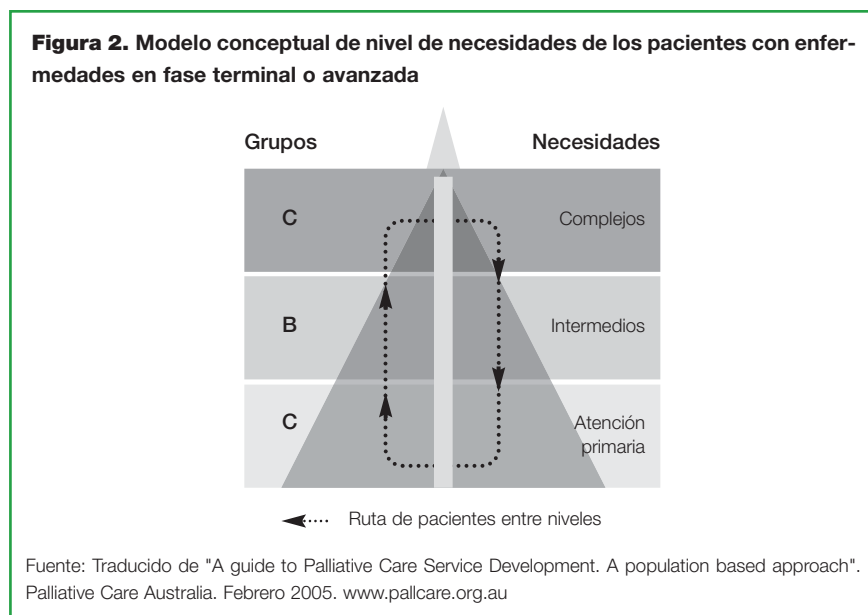 Figura 2. Modelo conceptual de nivel de necesidades de los pacientes con enfer-
medades en fase terminal o avanzada
Grupos Necesidades
C Complejos
B Intermedios
C Atención
primaria
Ruta de pacientes entre niveles
Fuente: Traducido de "A guide to Palliative Care Service Development. A population based approach".
Palliative Care Australia. Febrero 2005. www.pallcare.org.au